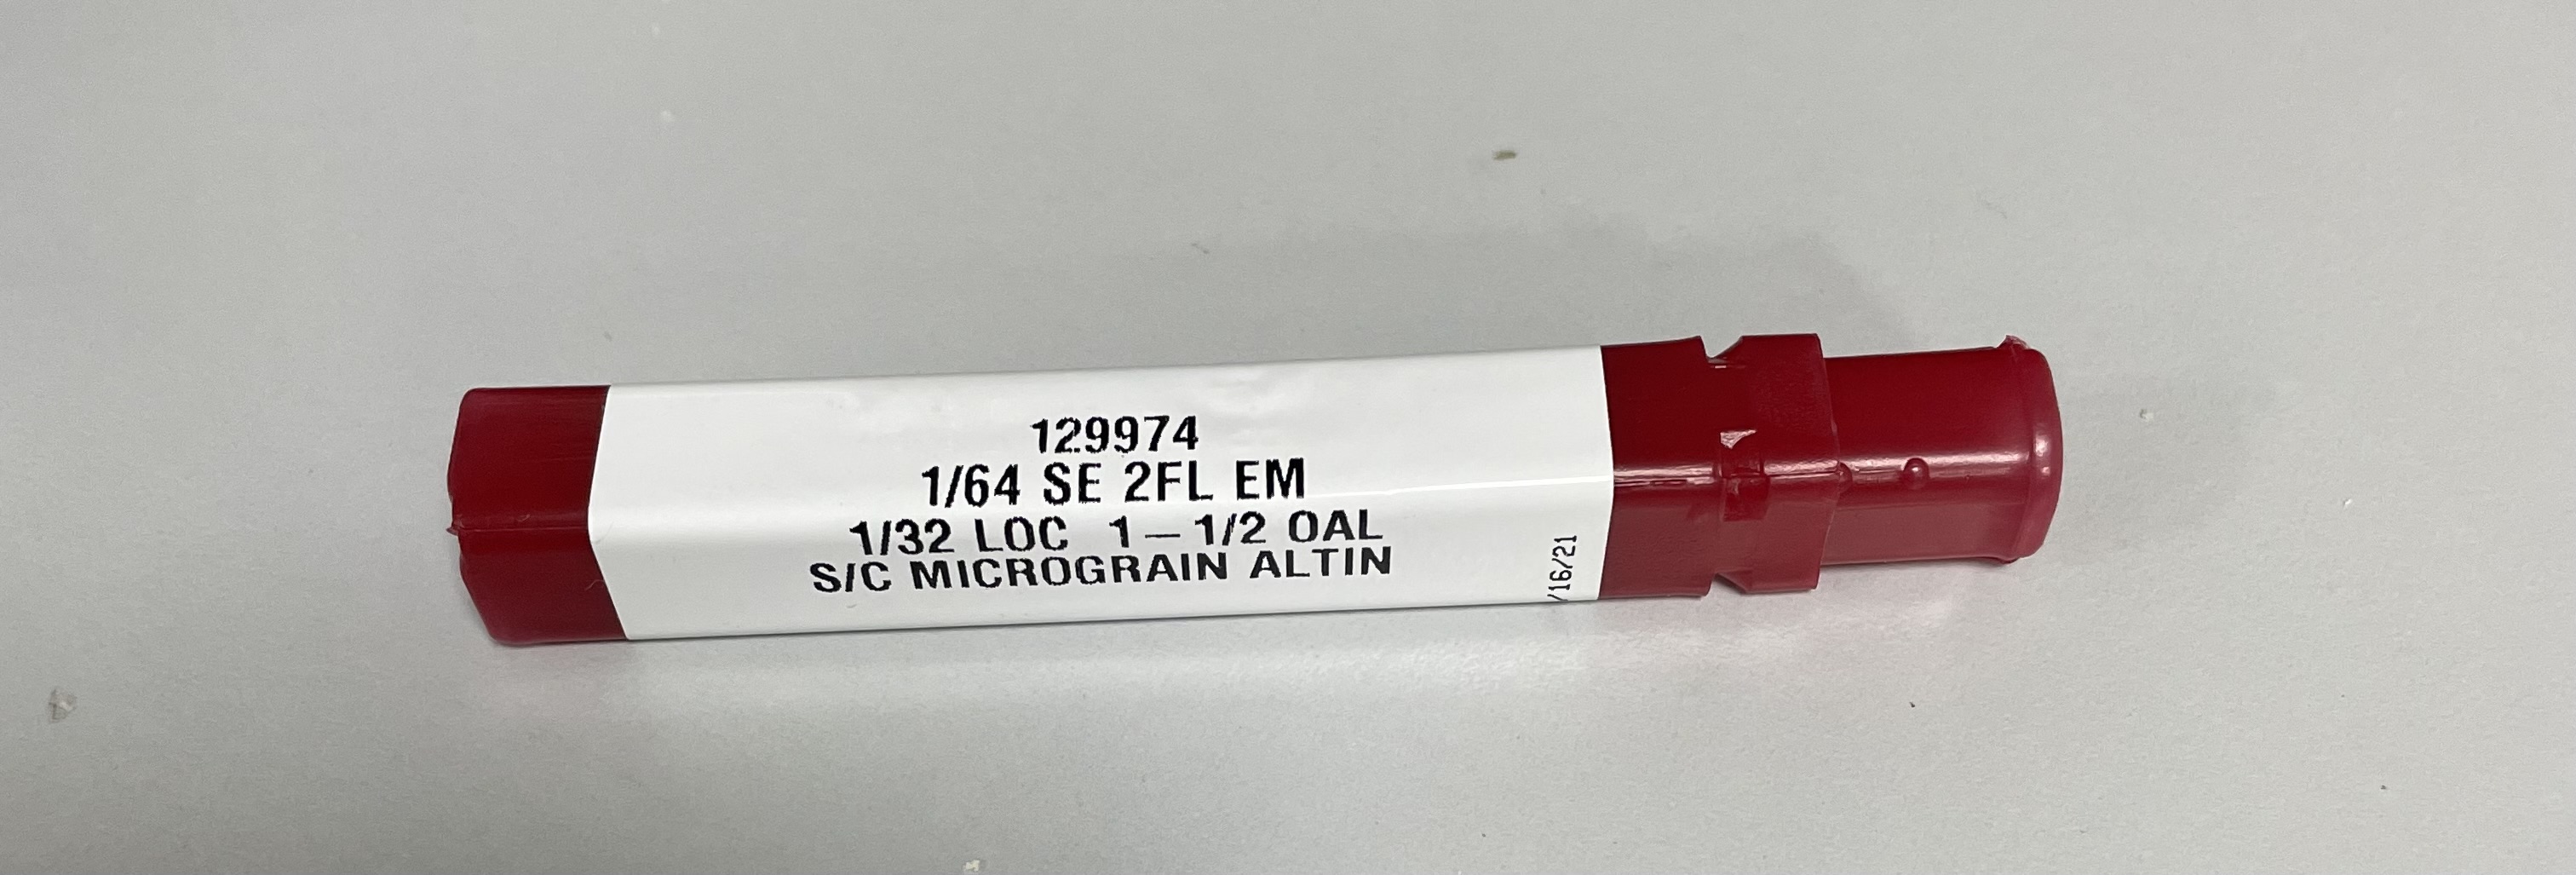 129974
1/64 SE 2FL EM
1/32 LOC 1-1/2 OAL
S/C MICROGRAIN ALTIN
/16/21